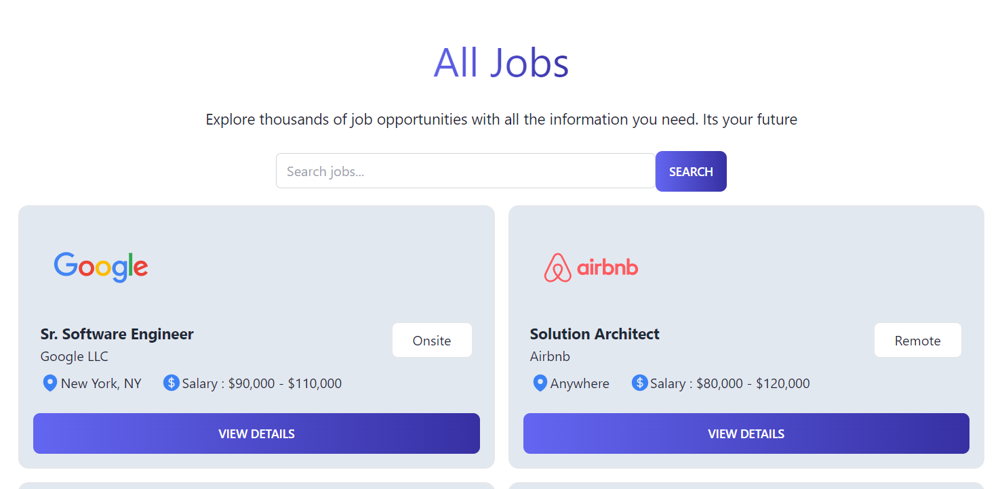 All Jobs
Explore thousands of job opportunities with all the information you need. Its your future
Search jobs...
SEARCH
Google
Sr. Software Engineer
Onsite
Google LLC
New York, NY
Salary : $90,000 - $110,000
VIEW DETAILS
airbnb
Solution Architect
Remote
Airbnb
Anywhere
Salary : $80,000 - $120,000
VIEW DETAILS